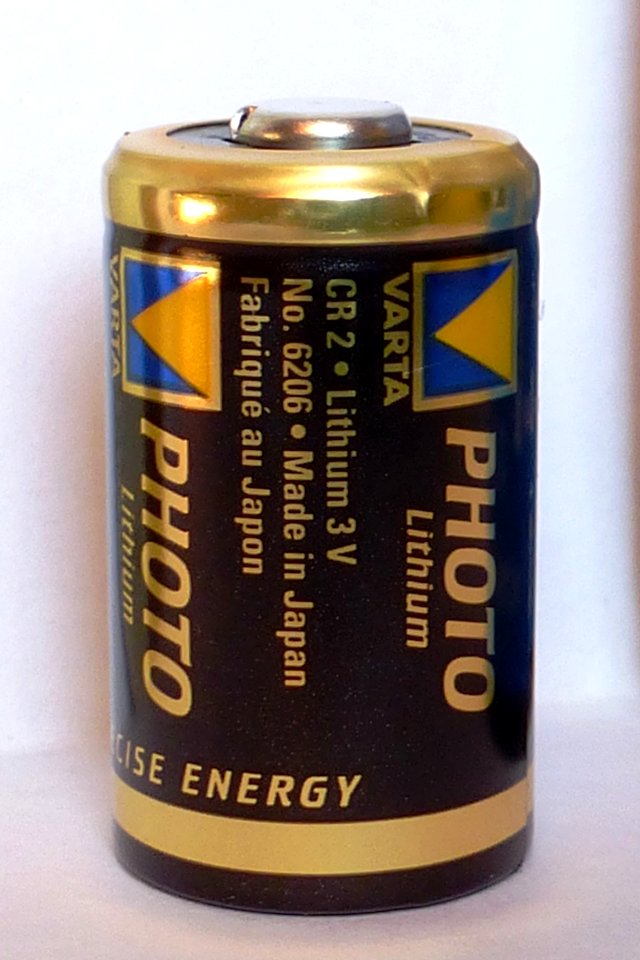 VARTA
PHOTO
Lithium
CR 2 • Lithium 3 V
No. 6206 • Made in Japan
Fabriqué au Japon
VARTA
PHOTO
Lithium
ENERGY